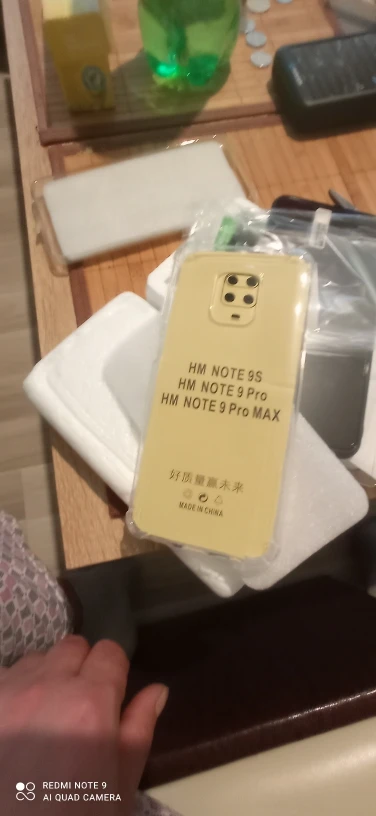 HM NOTE 9S
HM NOTE 9 Pro
HM NOTE 9 Pro MAX
好质量赢未来
MADE IN CHINA
REDMI NOTE 9
AI QUAD CAMERA